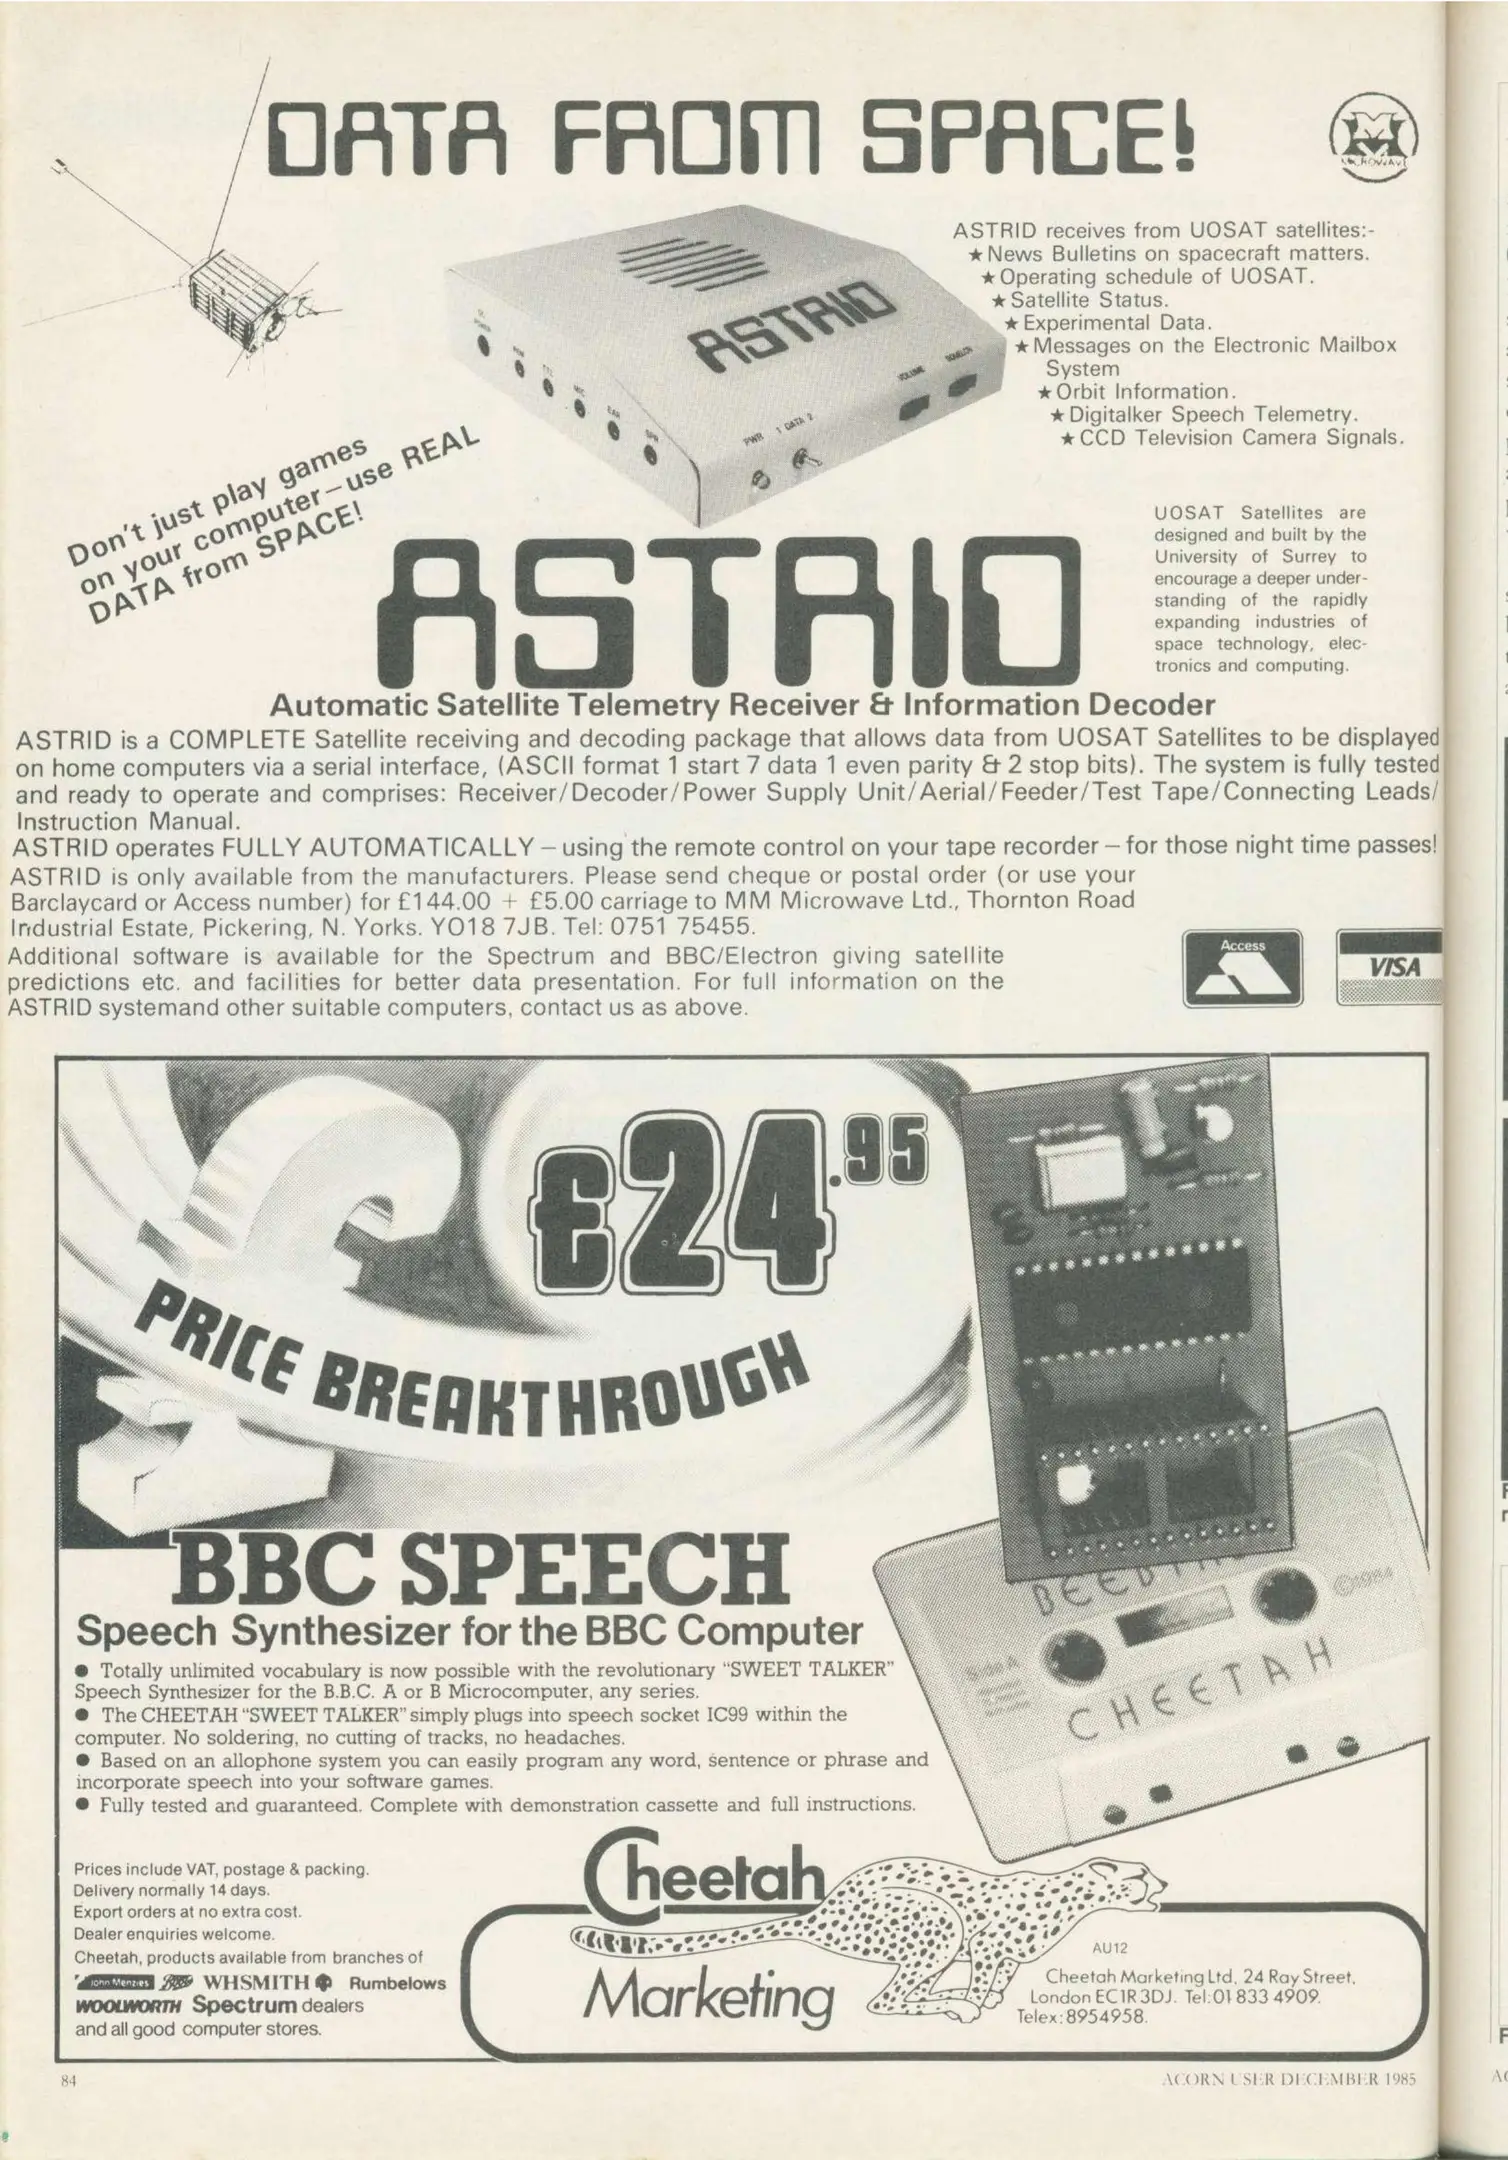 DATA FROM SPACE!
MICROWAVE
ASTRID receives from UOSAT satellites:-
★ News Bulletins on spacecraft matters.
★ Operating schedule of UOSAT.
★ Satellite Status.
★ Experimental Data.
★ Messages on the Electronic Mailbox
System
★ Orbit Information.
★ Digitalker Speech Telemetry.
★ CCD Television Camera Signals.
ASTRID
MIC
EAR
VOLUME
PWR 1 DATA 2
Don't just play games
on your computer – use REAL
DATA from SPACE!
UOSAT Satellites are
designed and built by the
University of Surrey to
encourage a deeper under-
standing of the rapidly
expanding industries of
space technology, elec-
tronics and computing.
ASTRID
Automatic Satellite Telemetry Receiver & Information Decoder
ASTRID is a COMPLETE Satellite receiving and decoding package that allows data from UOSAT Satellites to be displayed
on home computers via a serial interface, (ASCII format 1 start 7 data 1 even parity & 2 stop bits). The system is fully tested
and ready to operate and comprises: Receiver/Decoder/Power Supply Unit/Aerial/Feeder/Test Tape/Connecting Leads/
Instruction Manual.
ASTRID operates FULLY AUTOMATICALLY – using the remote control on your tape recorder – for those night time passes!
ASTRID is only available from the manufacturers. Please send cheque or postal order (or use your
Barclaycard or Access number) for £144.00 + £5.00 carriage to MM Microwave Ltd., Thornton Road
Industrial Estate, Pickering, N. Yorks. YO18 7JB. Tel: 0751 75455.
Additional software is available for the Spectrum and BBC/Electron giving satellite
predictions etc. and facilities for better data presentation. For full information on the
ASTRID systemand other suitable computers, contact us as above.
Access
VISA
£24.95
PRICE BREAKTHROUGH
BBC SPEECH
Speech Synthesizer for the BBC Computer
● Totally unlimited vocabulary is now possible with the revolutionary "SWEET TALKER"
Speech Synthesizer for the B.B.C. A or B Microcomputer, any series.
● The CHEETAH "SWEET TALKER" simply plugs into speech socket IC99 within the
computer. No soldering, no cutting of tracks, no headaches.
● Based on an allophone system you can easily program any word, sentence or phrase and
incorporate speech into your software games.
● Fully tested and guaranteed. Complete with demonstration cassette and full instructions.
©1984
Side A
CHEETAH
Prices include VAT, postage & packing.
Delivery normally 14 days.
Export orders at no extra cost.
Dealer enquiries welcome.
Cheetah, products available from branches of
John Menzies WHSMITH Rumbelows
WOOLWORTH Spectrum dealers
and all good computer stores.
Cheetah
Marketing
AU12
Cheetah Marketing Ltd, 24 Ray Street,
London EC1R 3DJ. Tel: 01 833 4909.
Telex: 8954958.
84
ACORN USER DECEMBER 1985